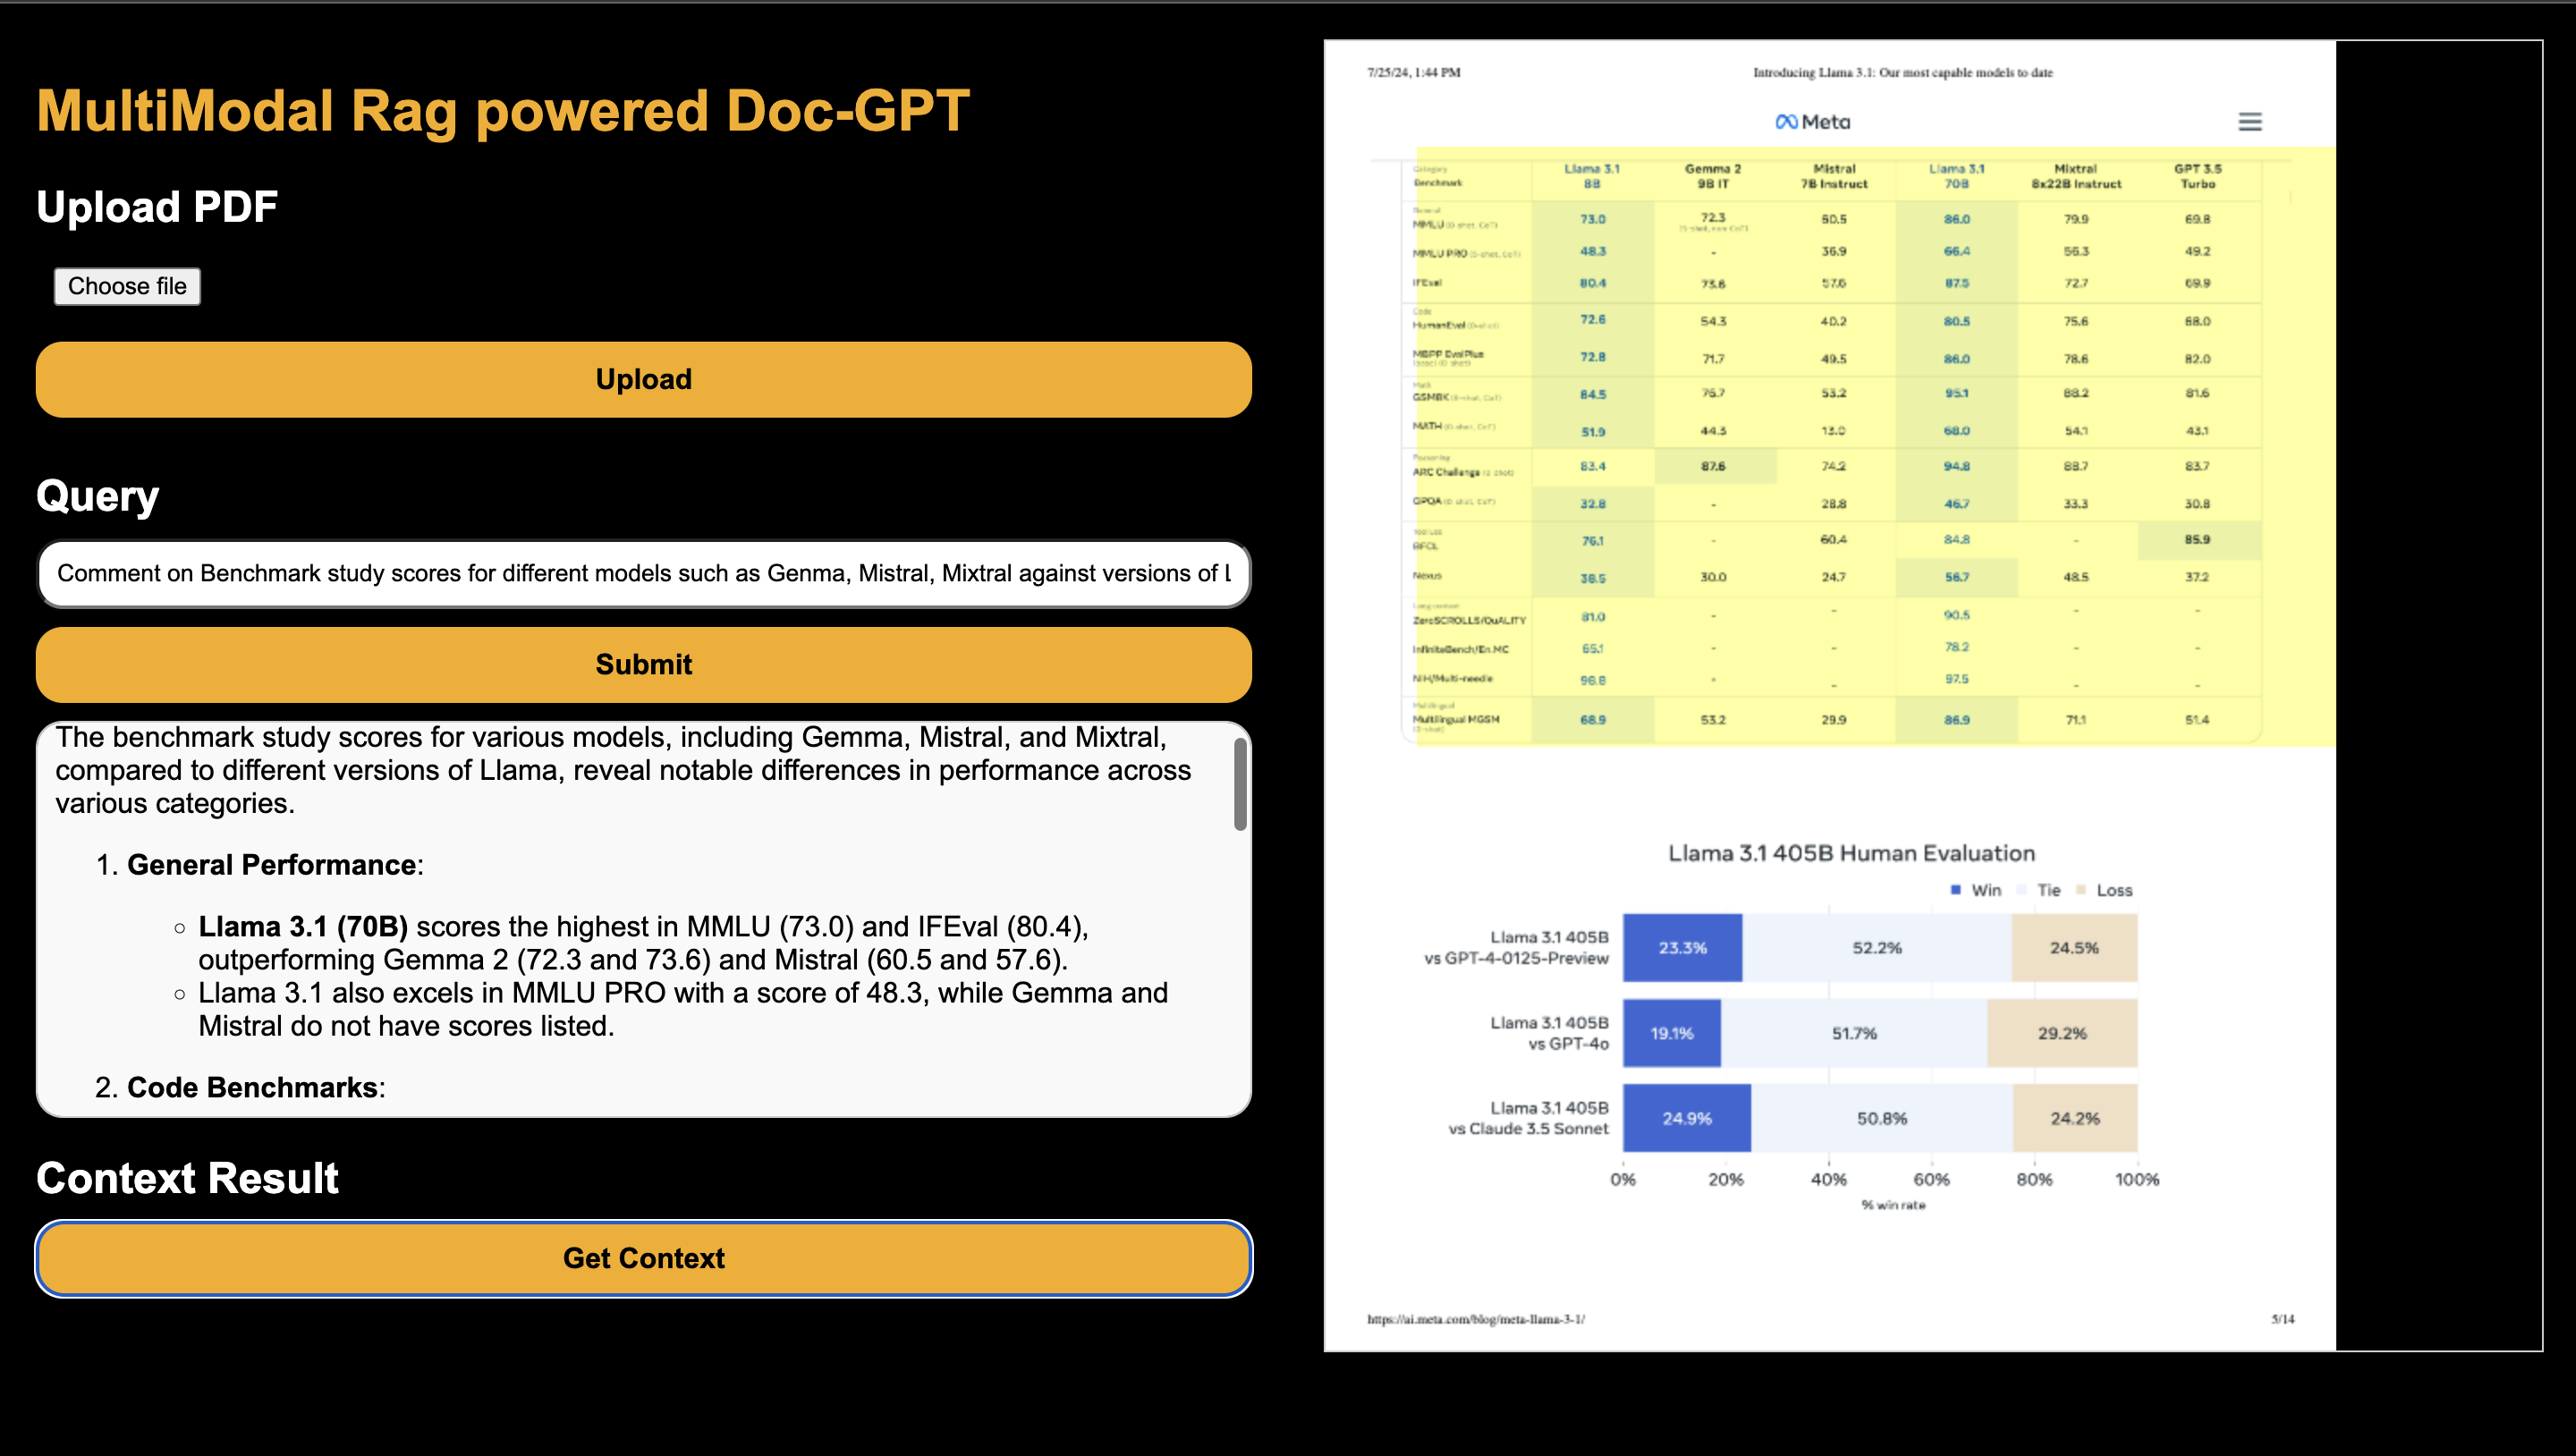 MultiModal Rag powered Doc-GPT
Upload PDF
Choose file
Upload
Query
Comment on Benchmark study scores for different models such as Genma, Mistral, Mixtral against versions of L
Submit
The benchmark study scores for various models, including Gemma, Mistral, and Mixtral,
compared to different versions of Llama, reveal notable differences in performance across
various categories.
1. General Performance:
Llama 3.1 (70B) scores the highest in MMLU (73.0) and IFEval (80.4),
outperforming Gemma 2 (72.3 and 73.6) and Mistral (60.5 and 57.6).
Llama 3.1 also excels in MMLU PRO with a score of 48.3, while Gemma and
Mistral do not have scores listed.
2. Code Benchmarks:
Context Result
Get Context
7/25/24, 1:44 PM Introducing Llama 3.1: Our most capable models to date
Meta
Category Llama 3.1 Gemma 2 Mistral Llama 3.1 Mixtral GPT 3.5
Benchmark 8B 9B IT 7B Instruct 70B 8x22B Instruct Turbo
General
MMLU (0-shot, CoT) 73.0 72.3 60.5 86.0 79.9 69.8
(5-shot, non-CoT)
MMLU PRO (5-shot, CoT) 48.3 - 36.9 66.4 56.3 49.2
IFEval 80.4 73.6 57.6 87.5 72.7 69.9
Code
HumanEval (0-shot) 72.6 54.3 40.2 80.5 75.6 68.0
MBPP EvalPlus 72.8 71.7 49.5 86.0 78.6 82.0
(base) (0-shot)
Math
GSM8K (8-shot, CoT) 84.5 76.7 53.2 95.1 88.2 81.6
MATH (0-shot, CoT) 51.9 44.3 13.0 68.0 54.1 43.1
Reasoning
ARC Challenge (0-shot) 83.4 87.6 74.2 94.8 88.7 83.7
GPQA (0-shot, CoT) 32.8 - 28.8 46.7 33.3 30.8
Tool use
BFCL 76.1 - 60.4 84.8 - 85.9
Nexus 38.5 30.0 24.7 56.7 48.5 37.2
Long context
ZeroSCROLLS/QuALITY 81.0 - - 90.5 - -
InfiniteBench/En.MC 65.1 - - 78.2 - -
NIH/Multi-needle 98.8 - - 97.5 - -
Multilingual
Multilingual MGSM 68.9 53.2 29.9 86.9 71.1 51.4
(0-shot)
Llama 3.1 405B Human Evaluation
Win Tie Loss
Llama 3.1 405B
vs GPT-4-0125-Preview
23.3% 52.2% 24.5%
Llama 3.1 405B
vs GPT-4o
19.1% 51.7% 29.2%
Llama 3.1 405B
vs Claude 3.5 Sonnet
24.9% 50.8% 24.2%
0% 20% 40% 60% 80% 100%
% win rate
https://ai.meta.com/blog/meta-llama-3-1/ 5/14